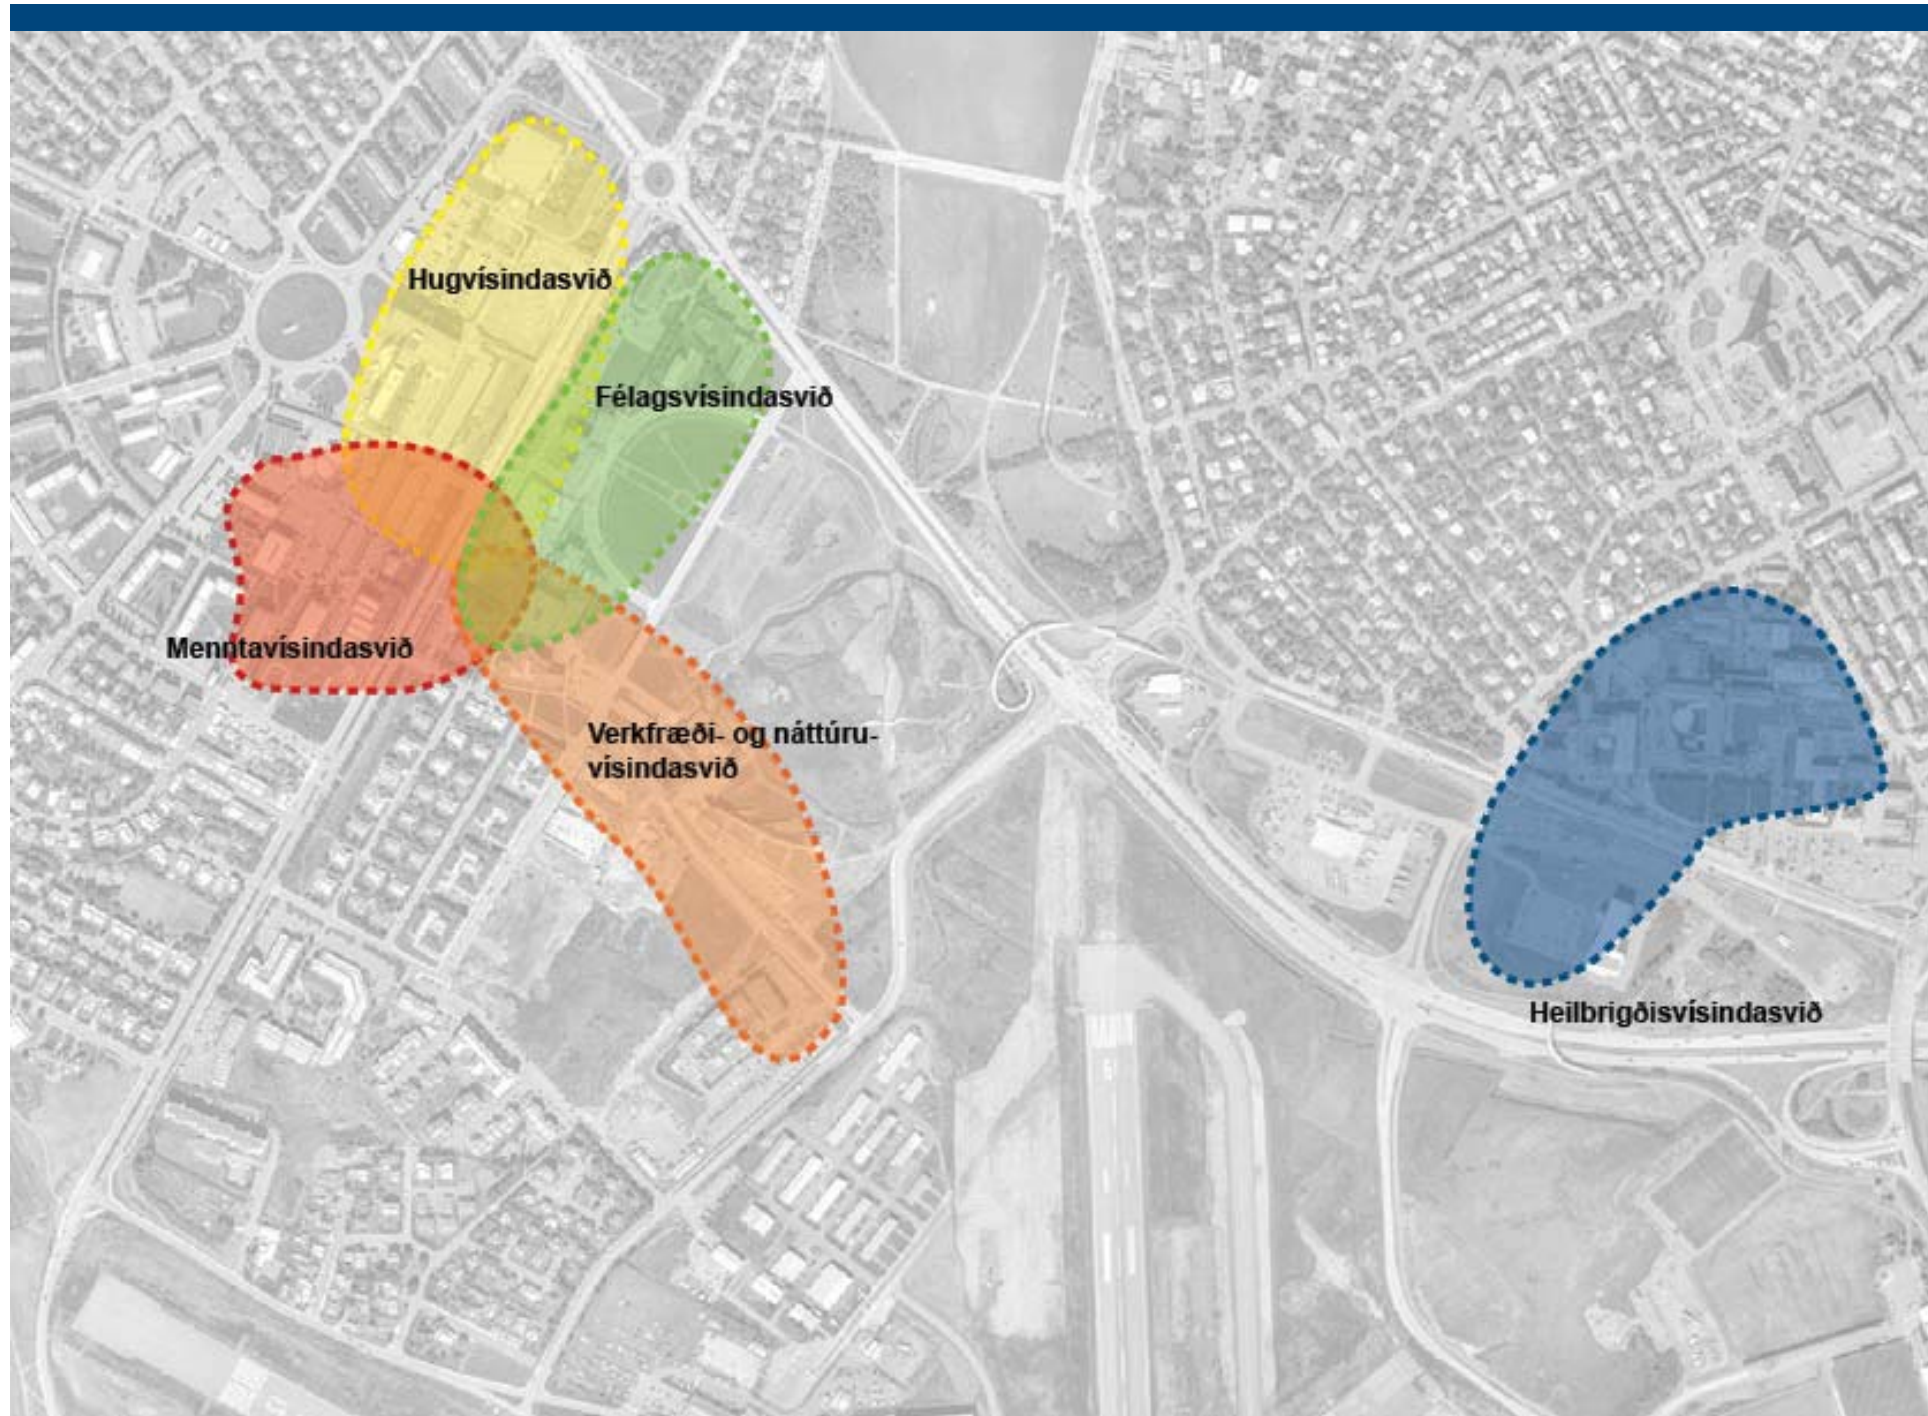 Hugvísindasvið
Félagsvísindasvið
Menntavísindasvið
Verkfræði- og náttúru-
vísindasvið
Heilbrigðisvísindasvið